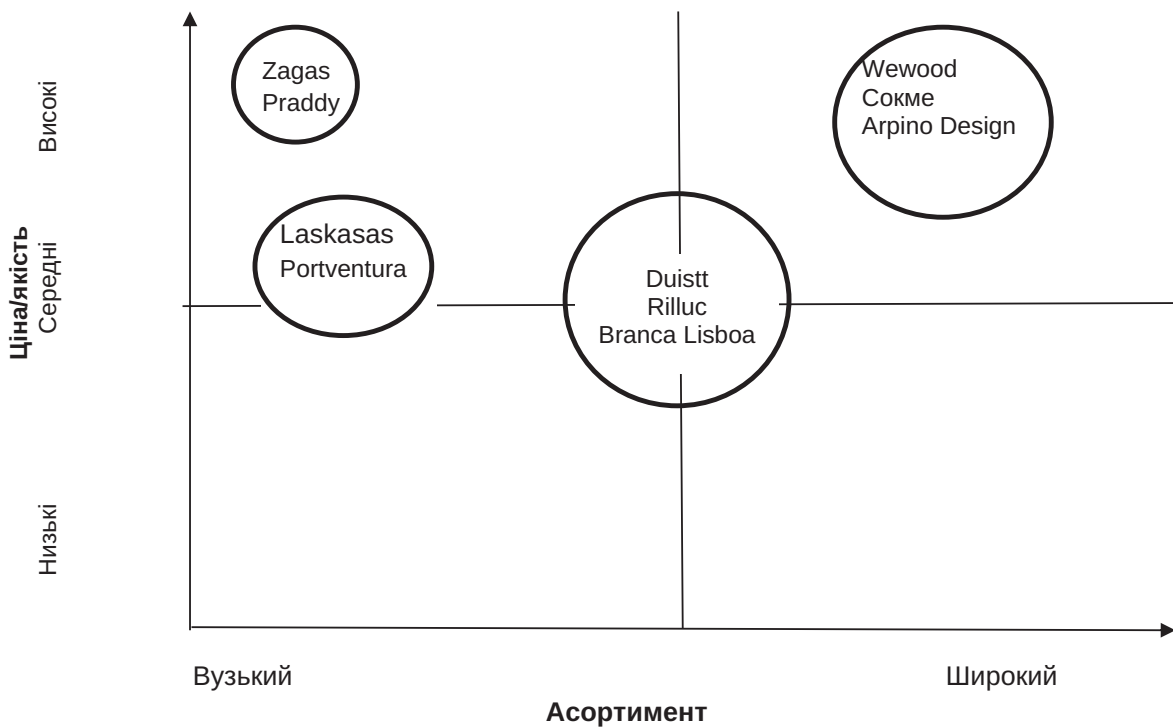 Ціна/якість
Високі
Середні
Низькі
Zagas
Praddy
Wewood
Сокме
Arpino Design
Laskasas
Portventura
Duistt
Rilluc
Branca Lisboa
Вузький
Широкий
Асортимент